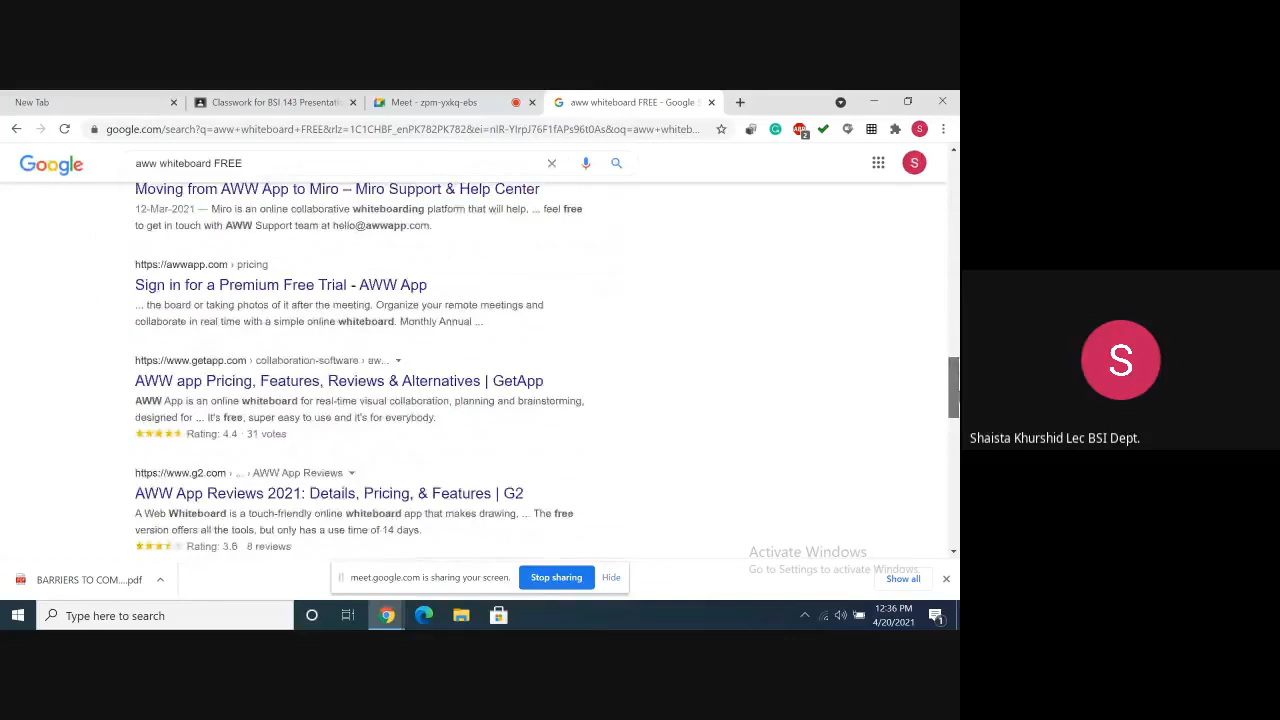 New Tab
Classwork for BSI 143 Presentati
Meet - zpm-yxkq-ebs
aww whiteboard FREE - Google S
google.com/search?q=aww+whiteboard+FREE&rlz=1C1CHBF_enPK782PK782&ei=nIR-YIrpJ76F1fAPs96t0As&oq=aww+whiteb...
2
S
Google
aww whiteboard FREE
S
Moving from AWW App to Miro – Miro Support & Help Center
12-Mar-2021 — Miro is an online collaborative whiteboarding platform that will help. ... feel free
to get in touch with AWW Support team at hello@awwapp.com.
https://awwapp.com › pricing
Sign in for a Premium Free Trial - AWW App
... the board or taking photos of it after the meeting. Organize your remote meetings and
collaborate in real time with a simple online whiteboard. Monthly Annual ...
https://www.getapp.com › collaboration-software › aw...
AWW app Pricing, Features, Reviews & Alternatives | GetApp
AWW App is an online whiteboard for real-time visual collaboration, planning and brainstorming,
designed for ... It's free, super easy to use and it's for everybody.
Rating: 4.4 · 31 votes
https://www.g2.com › ... › AWW App Reviews
AWW App Reviews 2021: Details, Pricing, & Features | G2
A Web Whiteboard is a touch-friendly online whiteboard app that makes drawing, ... The free
version offers all the tools, but only has a use time of 14 days.
Rating: 3.6 · 8 reviews
Activate Windows
Go to Settings to activate Windows.
BARRIERS TO COM....pdf
meet.google.com is sharing your screen.
Stop sharing
Hide
Show all
Type here to search
12:36 PM
4/20/2021
1
S
Shaista Khurshid Lec BSI Dept.